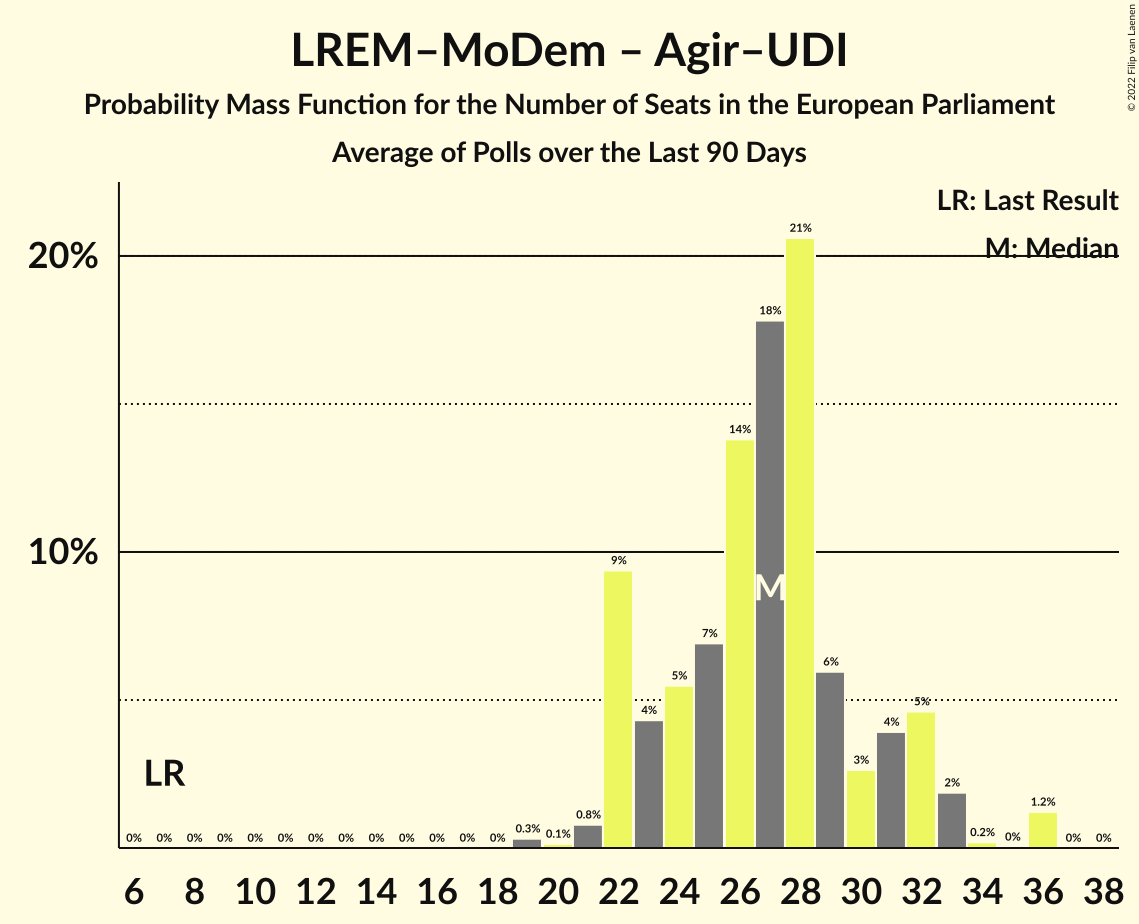 LREM–MoDem – Agir–UDI
Probability Mass Function for the Number of Seats in the European Parliament
Average of Polls over the Last 90 Days
© 2022 Filip van Laenen
LR: Last Result
M: Median
20%
10%
LR
M
0% 0% 0% 0% 0% 0% 0% 0% 0% 0% 0% 0% 0% 0.3% 0.1% 0.8% 9% 4% 5% 7% 14% 18% 21% 6% 3% 4% 5% 2% 0.2% 0% 1.2% 0% 0%
6 8 10 12 14 16 18 20 22 24 26 28 30 32 34 36 38